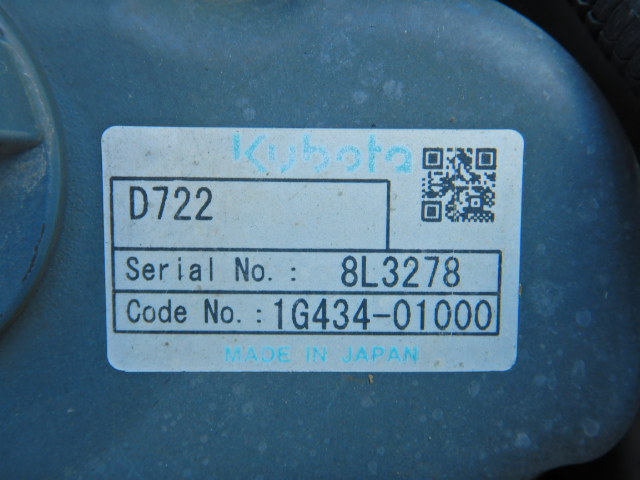 Kubota
D722
Serial No.: 8L3278
Code No.: 1G434-01000
MADE IN JAPAN